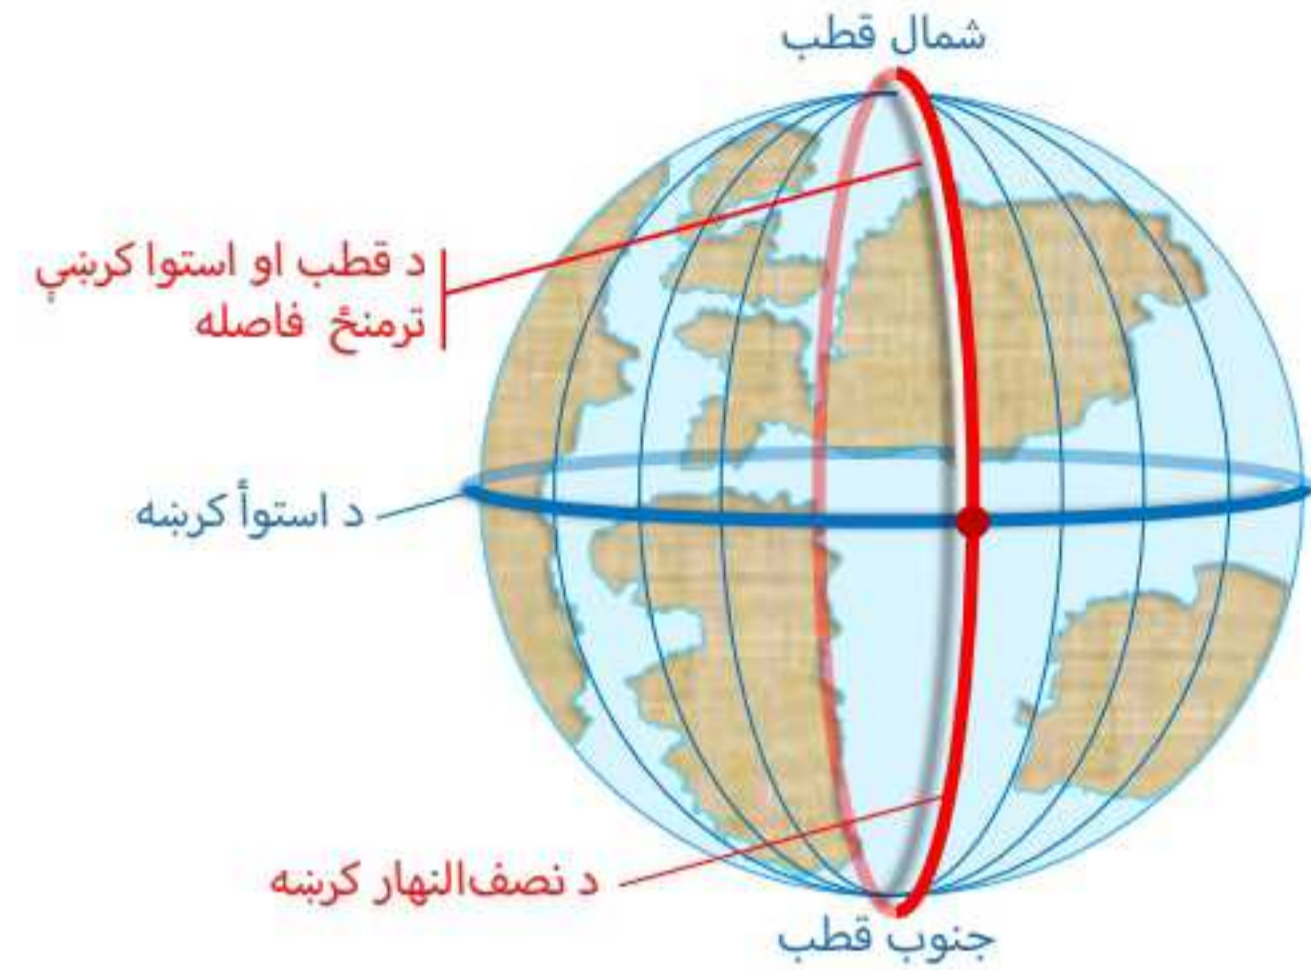 شمال قطب
د قطب او استوا کرښې
ترمنځ فاصله
د استوأ کرښه
د نصف‌النهار کرښه
جنوب قطب